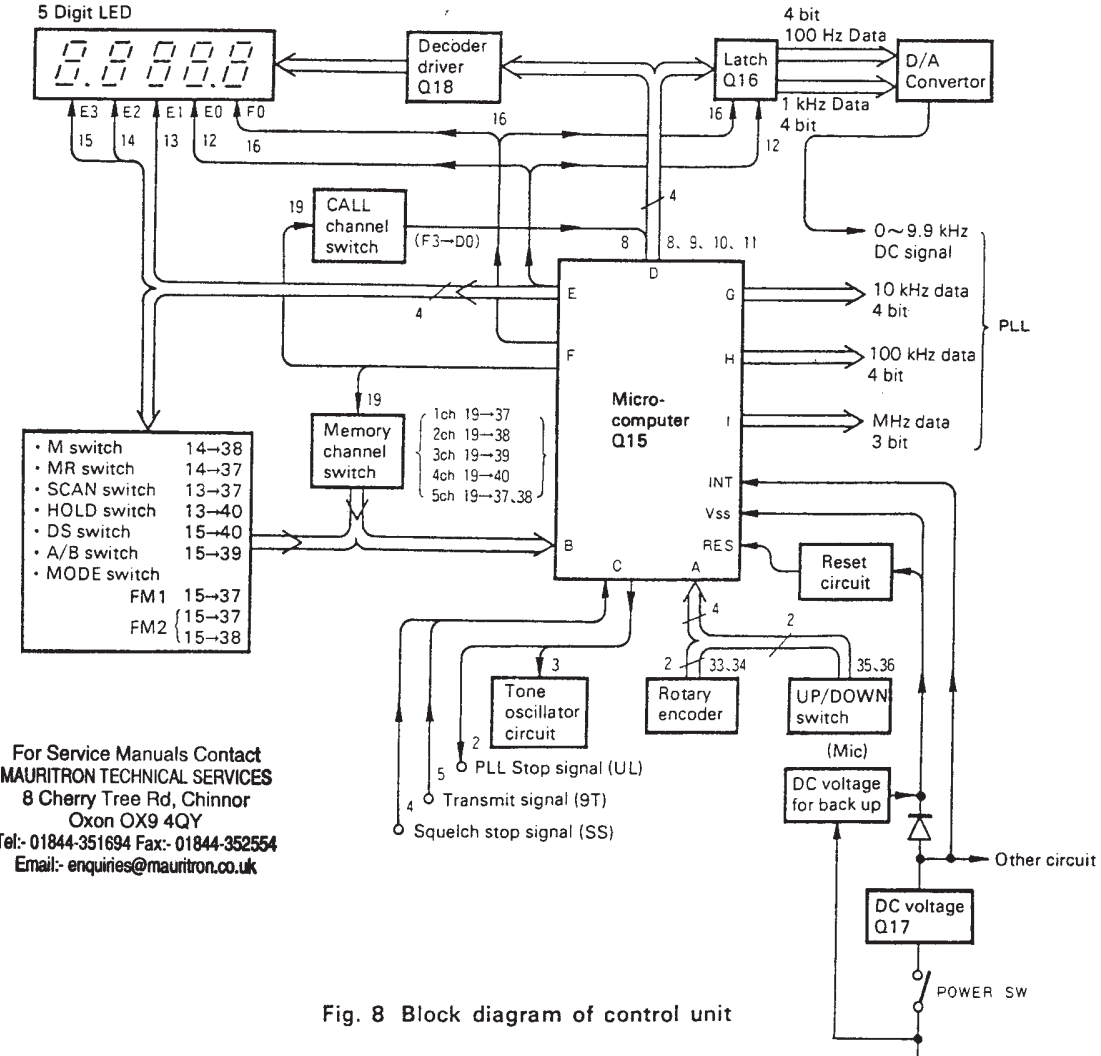 5 Digit LED
8.8 8 8.8
E3 E2 E1 E0 F0
15 14 13 12 16
Decoder
driver
Q18
16
Latch
Q16
16
12
4 bit
100 Hz Data
1 kHz Data
4 bit
D/A
Convertor
19
CALL
channel
switch
(F3→D0)
4
8
8、9、10、11
0~9.9 kHz
DC signal
10 kHz data
4 bit
100 kHz data
4 bit
MHz data
3 bit
PLL
D
E
F
G
H
I
INT
Vss
RES
B
C
A
Micro-
computer
Q15
4
19
Memory
channel
switch
1ch 19→37
2ch 19→38
3ch 19→39
4ch 19→40
5ch 19→37、38
· M switch 14→38
· MR switch 14→37
· SCAN switch 13→37
· HOLD switch 13→40
· DS switch 15→40
· A/B switch 15→39
· MODE switch
FM1 15→37
FM2 15→37
15→38
Reset
circuit
4
2
2
33、34
35、36
3
Tone
oscillator
circuit
Rotary
encoder
UP/DOWN
switch
(Mic)
2
PLL Stop signal (UL)
5
Transmit signal (9T)
4
Squelch stop signal (SS)
DC voltage
for back up
Other circuit
DC voltage
Q17
POWER SW
For Service Manuals Contact
MAURITRON TECHNICAL SERVICES
8 Cherry Tree Rd, Chinnor
Oxon OX9 4QY
Tel:- 01844-351694 Fax:- 01844-352554
Email:- enquiries@mauritron.co.uk
Fig. 8 Block diagram of control unit